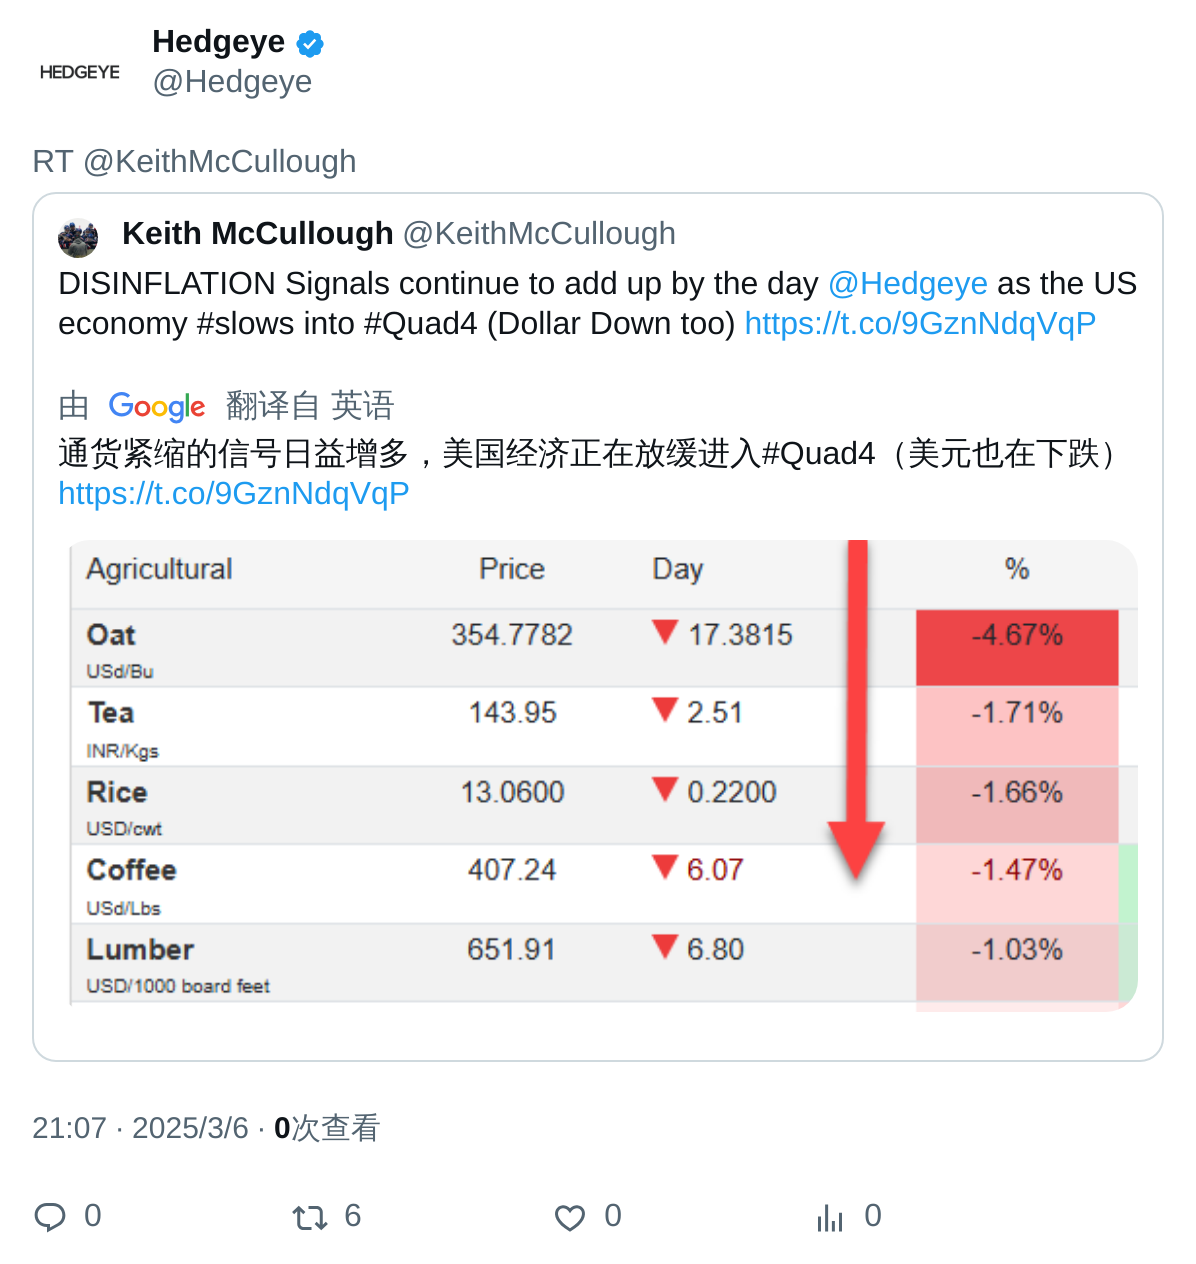 Hedgeye
HEDGEYE
@Hedgeye
RT @KeithMcCullough
Keith McCullough @KeithMcCullough
DISINFLATION Signals continue to add up by the day @Hedgeye as the US
economy #slows into #Quad4 (Dollar Down too) https://t.co/9GznNdqVqP
由 Google 翻译自 英语
通货紧缩的信号日益增多，美国经济正在放缓进入#Quad4（美元也在下跌）
https://t.co/9GznNdqVqP
Agricultural Price Day %
Oat 354.7782 ▼ 17.3815 -4.67%
USd/Bu
Tea 143.95 ▼ 2.51 -1.71%
INR/Kgs
Rice 13.0600 ▼ 0.2200 -1.66%
USD/cwt
Coffee 407.24 ▼ 6.07 -1.47%
USd/Lbs
Lumber 651.91 ▼ 6.80 -1.03%
USD/1000 board feet
21:07 · 2025/3/6 · 0次查看
0 6 0 0